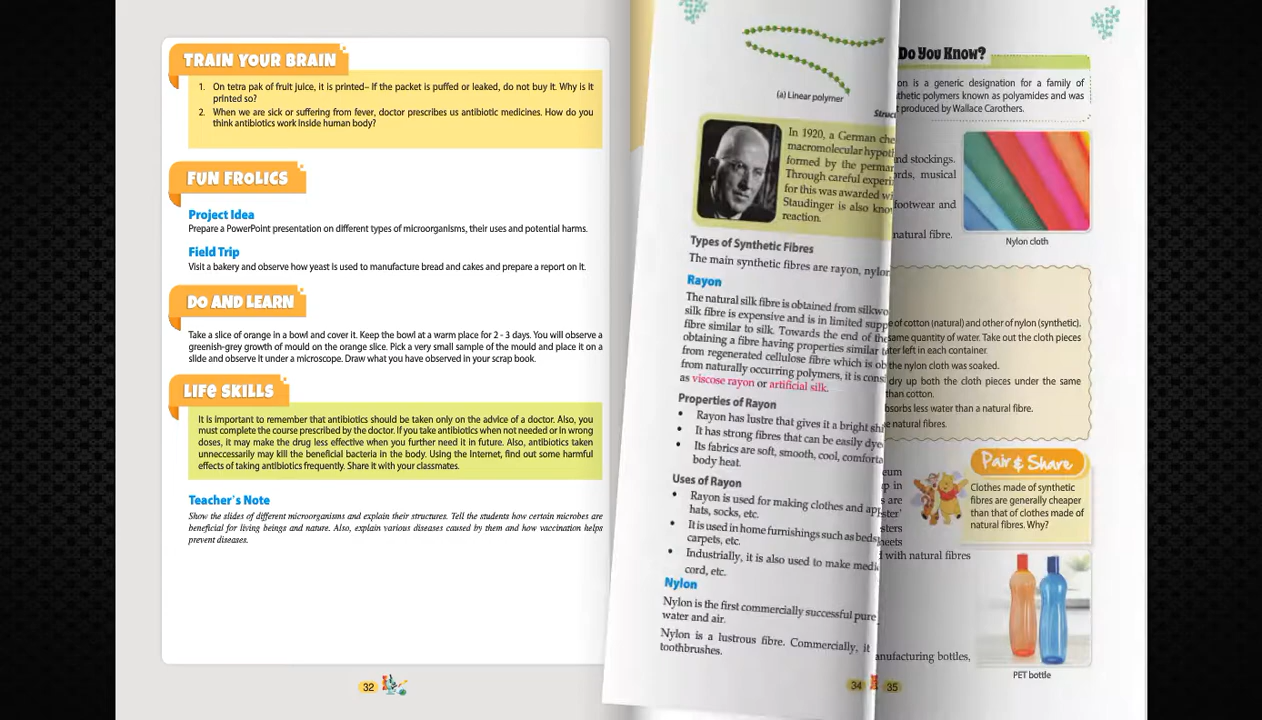 TRAIN YOUR BRAIN
1. On tetra pak of fruit juice, it is printed– If the packet is puffed or leaked, do not buy it. Why is it
printed so?
2. When we are sick or suffering from fever, doctor prescribes us antibiotic medicines. How do you
think antibiotics work inside human body?
FUN FROLICS
Project Idea
Prepare a PowerPoint presentation on different types of microorganisms, their uses and potential harms.
Field Trip
Visit a bakery and observe how yeast is used to manufacture bread and cakes and prepare a report on it.
DO AND LEARN
Take a slice of orange in a bowl and cover it. Keep the bowl at a warm place for 2 - 3 days. You will observe a
greenish-grey growth of mould on the orange slice. Pick a very small sample of the mould and place it on a
slide and observe it under a microscope. Draw what you have observed in your scrap book.
LIFE SKILLS
It is important to remember that antibiotics should be taken only on the advice of a doctor. Also, you
must complete the course prescribed by the doctor. If you take antibiotics when not needed or in wrong
doses, it may make the drug less effective when you further need it in future. Also, antibiotics taken
unneccessarily may kill the beneficial bacteria in the body. Using the Internet, find out some harmful
effects of taking antibiotics frequently. Share it with your classmates.
Teacher's Note
Show the slides of different microorganisms and explain their structures. Tell the students how certain microbes are
beneficial for living beings and nature. Also, explain various diseases caused by them and how vaccination helps
prevent diseases.
32
(a) Linear polymer
Struc
In 1920, a German che
macromolecular hypoth
formed by the perman
Through careful experi
for this was awarded wi
Staudinger is also know
reaction.
Types of Synthetic Fibres
The main synthetic fibres are rayon, nylon
Rayon
The natural silk fibre is obtained from silkwo
silk fibre is expensive and is in limited supp
fibre similar to silk. Towards the end of the
obtaining a fibre having properties similar t
from regenerated cellulose fibre which is ob
from naturally occurring polymers, it is cons
as viscose rayon or artificial silk.
Properties of Rayon
• Rayon has lustre that gives it a bright shi
• It has strong fibres that can be easily dye
• Its fabrics are soft, smooth, cool, comforta
body heat.
Uses of Rayon
• Rayon is used for making clothes and app
hats, socks, etc.
• It is used in home furnishings such as beds
carpets, etc.
• Industrially, it is also used to make medi
cord, etc.
Nylon
Nylon is the first commercially successful pure
water and air.
Nylon is a lustrous fibre. Commercially, it
toothbrushes.
34
Do You Know?
on is a generic designation for a family of
thetic polymers known as polyamides and was
t produced by Wallace Carothers.
nd stockings.
rds, musical
footwear and
natural fibre.
Nylon cloth
e of cotton (natural) and other of nylon (synthetic).
same quantity of water. Take out the cloth pieces
ter left in each container.
the nylon cloth was soaked.
dry up both the cloth pieces under the same
than cotton.
bsorbs less water than a natural fibre.
e natural fibres.
eum
p in
s are
ster'
sters
heets
d with natural fibres
Pair & Share
Clothes made of synthetic
fibres are generally cheaper
than that of clothes made of
natural fibres. Why?
anufacturing bottles,
PET bottle
35